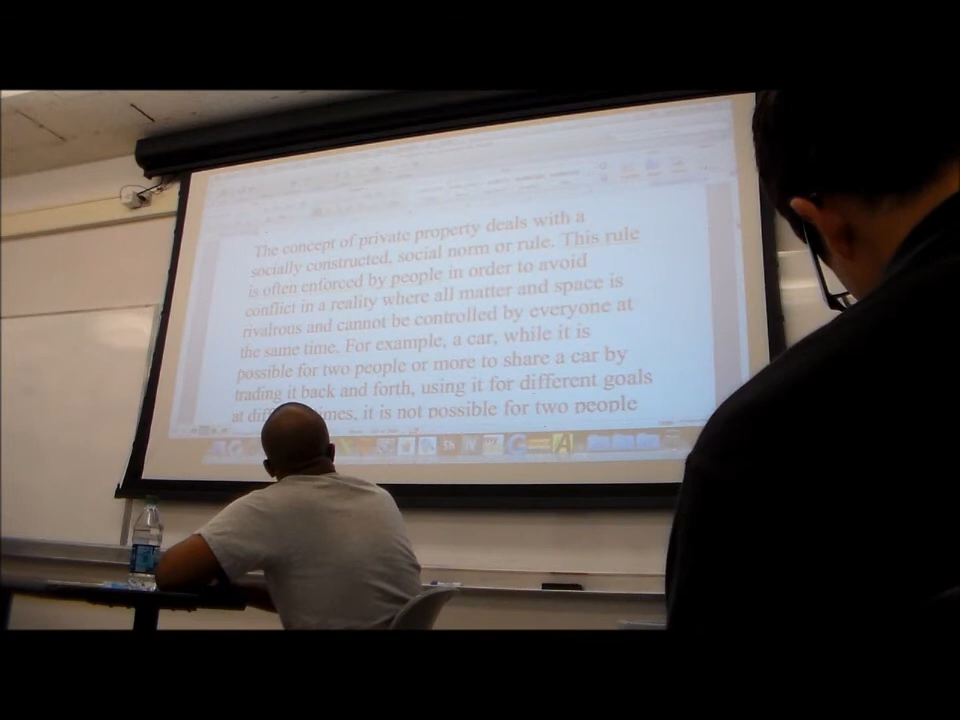 The concept of private property deals with a
socially constructed, social norm or rule. This rule
is often enforced by people in order to avoid
conflict in a reality where all matter and space is
rivalrous and cannot be controlled by everyone at
the same time. For example, a car, while it is
possible for two people or more to share a car by
trading it back and forth, using it for different goals
at times, it is not possible for two people